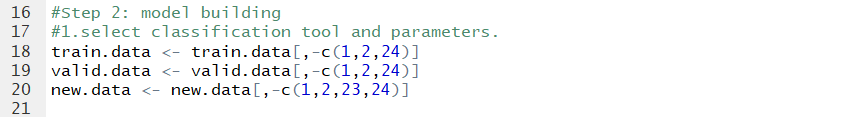 16 #Step 2: model building
17 #1.select classification tool and parameters.
18 train.data <- train.data[,-c(1,2,24)]
19 valid.data <- valid.data[,-c(1,2,24)]
20 new.data <- new.data[,-c(1,2,23,24)]
21